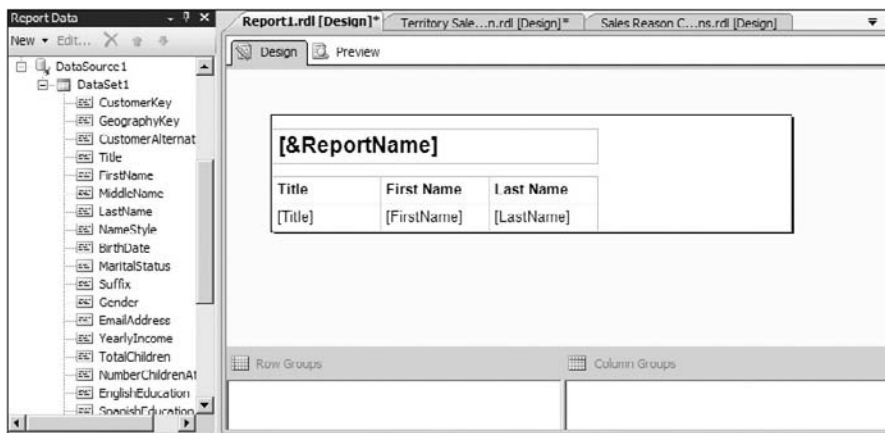 Report Data
New Edit...
DataSource1
DataSet1
CustomerKey
GeographyKey
CustomerAlternat
Title
FirstName
MiddleName
LastName
NameStyle
BirthDate
MaritalStatus
Suffix
Gender
EmailAddress
YearlyIncome
TotalChildren
NumberChildrenAt
EnglishEducation
SpanishEducation
Report1.rdl [Design]* Territory Sale...n.rdl [Design]* Sales Reason C...ns.rdl [Design]
Design Preview
[&ReportName]
Title First Name Last Name
[Title] [FirstName] [LastName]
Row Groups Column Groups